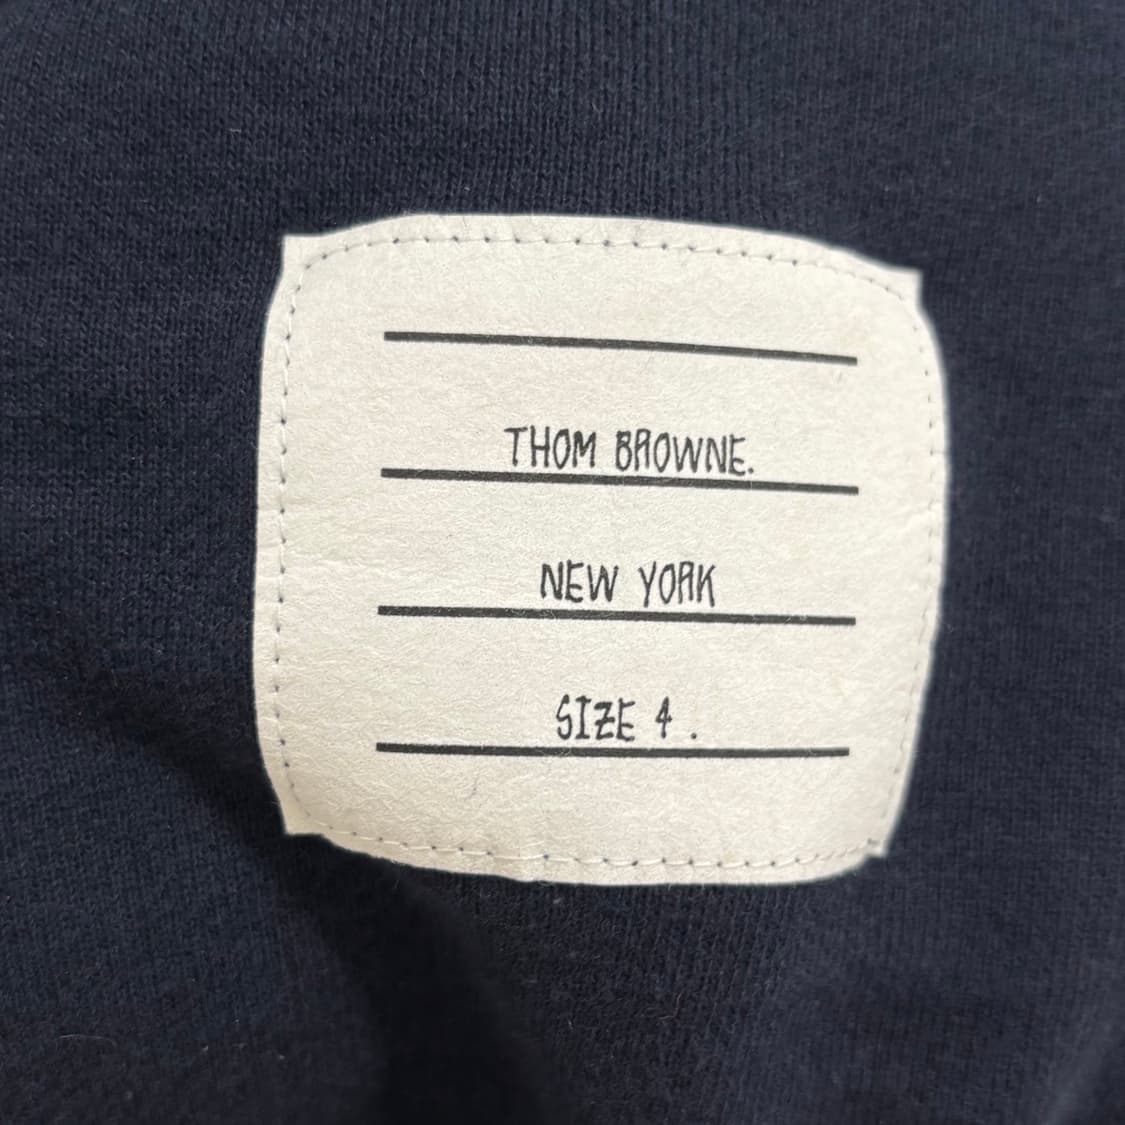 THOM BROWNE.
NEW YORK
SIZE 4 .